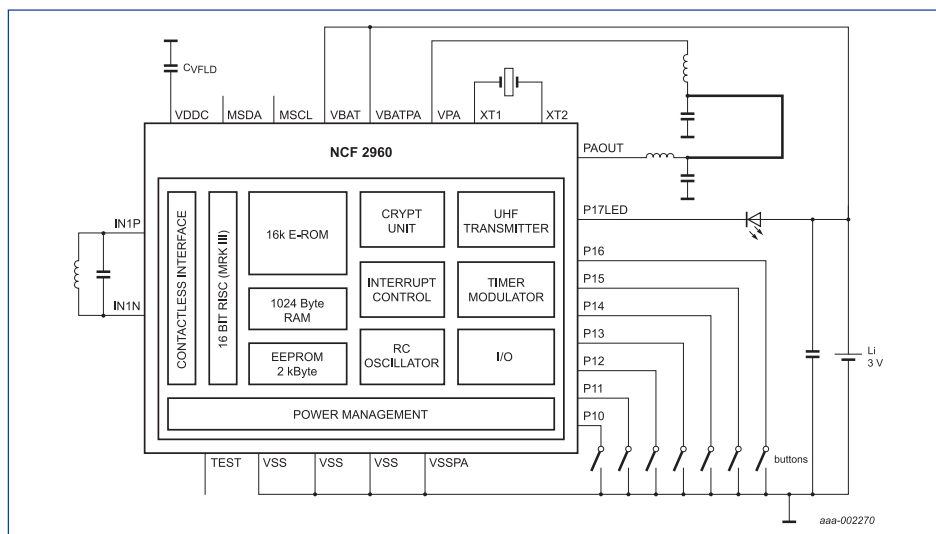 CVFLD
VDDC
MSDA
MSCL
VBAT
VBATPA
VPA
XT1
XT2
NCF 2960
PAOUT
P17LED
P16
P15
P14
P13
P12
P11
P10
IN1P
IN1N
CONTACTLESS INTERFACE
16 BIT RISC (MRK III)
16k E-ROM
CRYPT
UNIT
UHF
TRANSMITTER
1024 Byte
RAM
INTERRUPT
CONTROL
TIMER
MODULATOR
EEPROM
2 kByte
RC
OSCILLATOR
I/O
POWER MANAGEMENT
Li
3 V
TEST
VSS
VSS
VSS
VSSPA
buttons
aaa-002270